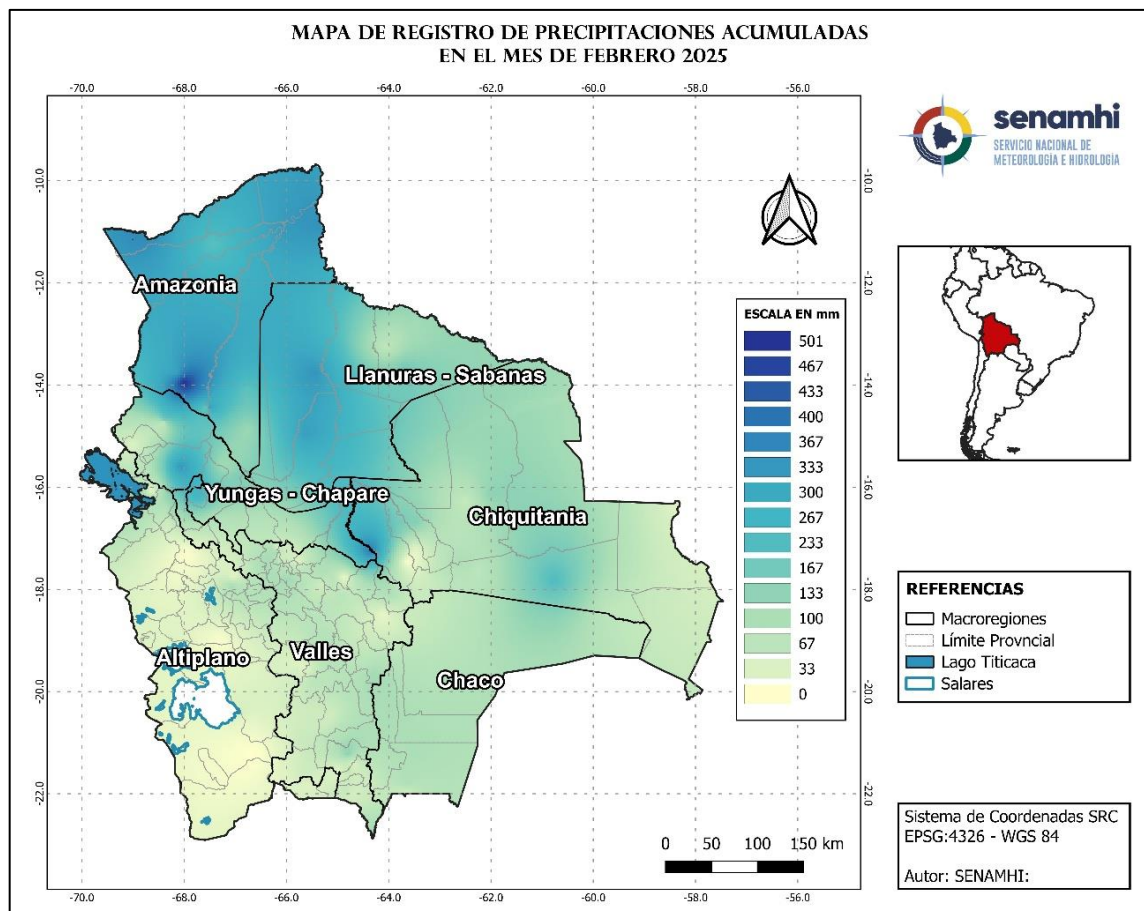 MAPA DE REGISTRO DE PRECIPITACIONES ACUMULADAS
EN EL MES DE FEBRERO 2025
-70.0 -68.0 -66.0 -64.0 -62.0 -60.0 -58.0 -56.0
-10.0
-12.0
-14.0
-16.0
-18.0
-20.0
-22.0
Amazonia
Llanuras - Sabanas
Yungas - Chapare
Chiquitania
Altiplano
Valles
Chaco
ESCALA EN mm
501
467
433
400
367
333
300
267
233
167
133
100
67
33
0
-10.0
-12.0
-14.0
-16.0
-18.0
-20.0
-22.0
0 50 100 150 km
-70.0 -68.0 -66.0 -64.0 -62.0 -60.0 -58.0 -56.0
senamhi
SERVICIO NACIONAL DE
METEOROLOGÍA E HIDROLOGÍA
REFERENCIAS
Macroregiones
Límite Provncial
Lago Titicaca
Salares
Sistema de Coordenadas SRC
EPSG:4326 - WGS 84
Autor: SENAMHI: